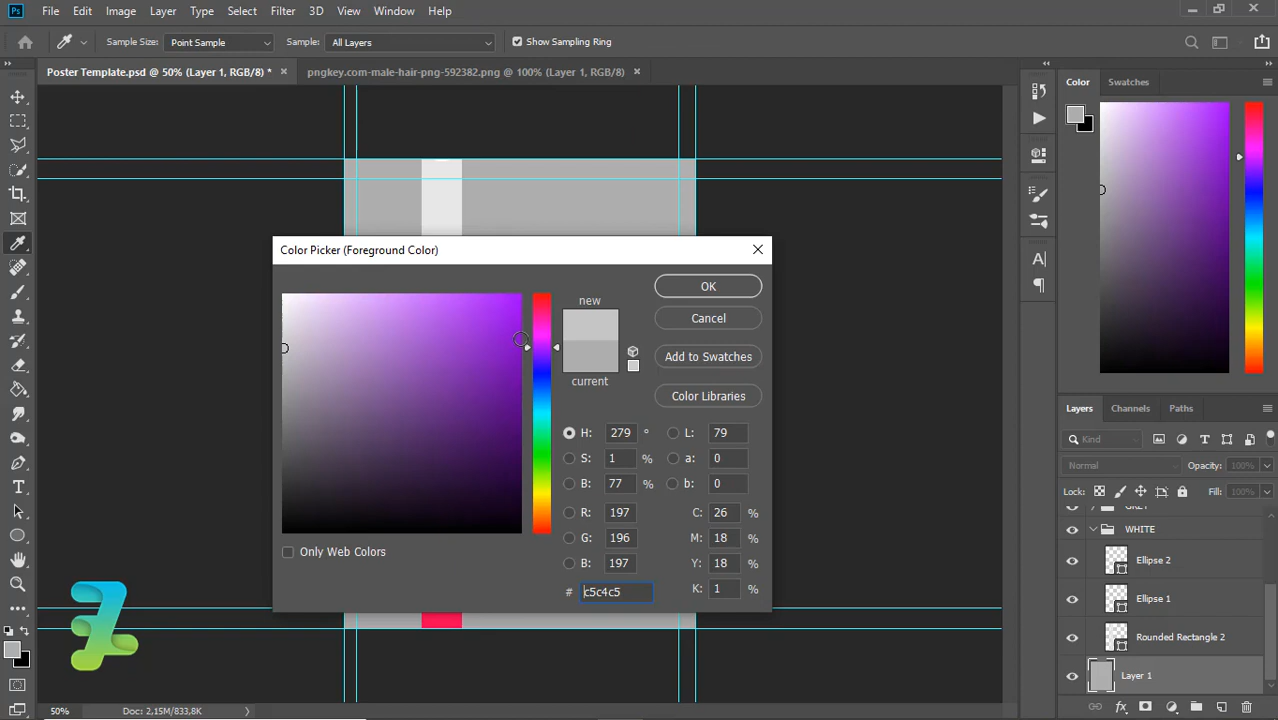 Ps File Edit Image Layer Type Select Filter 3D View Window Help
Sample Size: Point Sample Sample: All Layers Show Sampling Ring
Poster Template.psd @ 50% (Layer 1, RGB/8) * pngkey.com-male-hair-png-592382.png @ 100% (Layer 1, RGB/8)
Color Swatches
Color Picker (Foreground Color)
new
current
OK
Cancel
Add to Swatches
Color Libraries
H: 279 ° L: 79
S: 1 % a: 0
B: 77 % b: 0
R: 197 C: 26 %
G: 196 M: 18 %
B: 197 Y: 18 %
# c5c4c5 K: 1 %
Only Web Colors
Layers Channels Paths
Kind
Normal Opacity: 100%
Lock: Fill: 100%
WHITE
Ellipse 2
Ellipse 1
Rounded Rectangle 2
Layer 1
50% Doc: 2,15M/833,8K